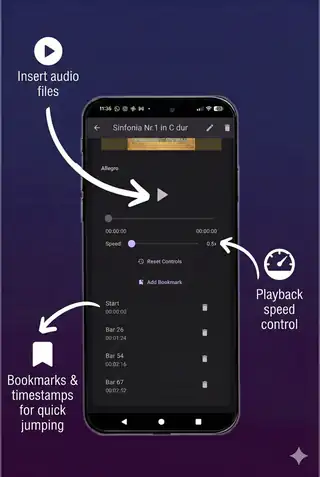 Insert audio
files
11:36
Sinfonia Nr.1 in C dur
Allegro
00:00:00
00:00:00
Speed
0.5x
Reset Controls
Add Bookmark
Playback
speed
control
Start
00:00:00
Bar 26
00:01:24
Bar 54
00:02:16
Bar 67
00:02:52
Bookmarks &
timestamps
for quick
jumping